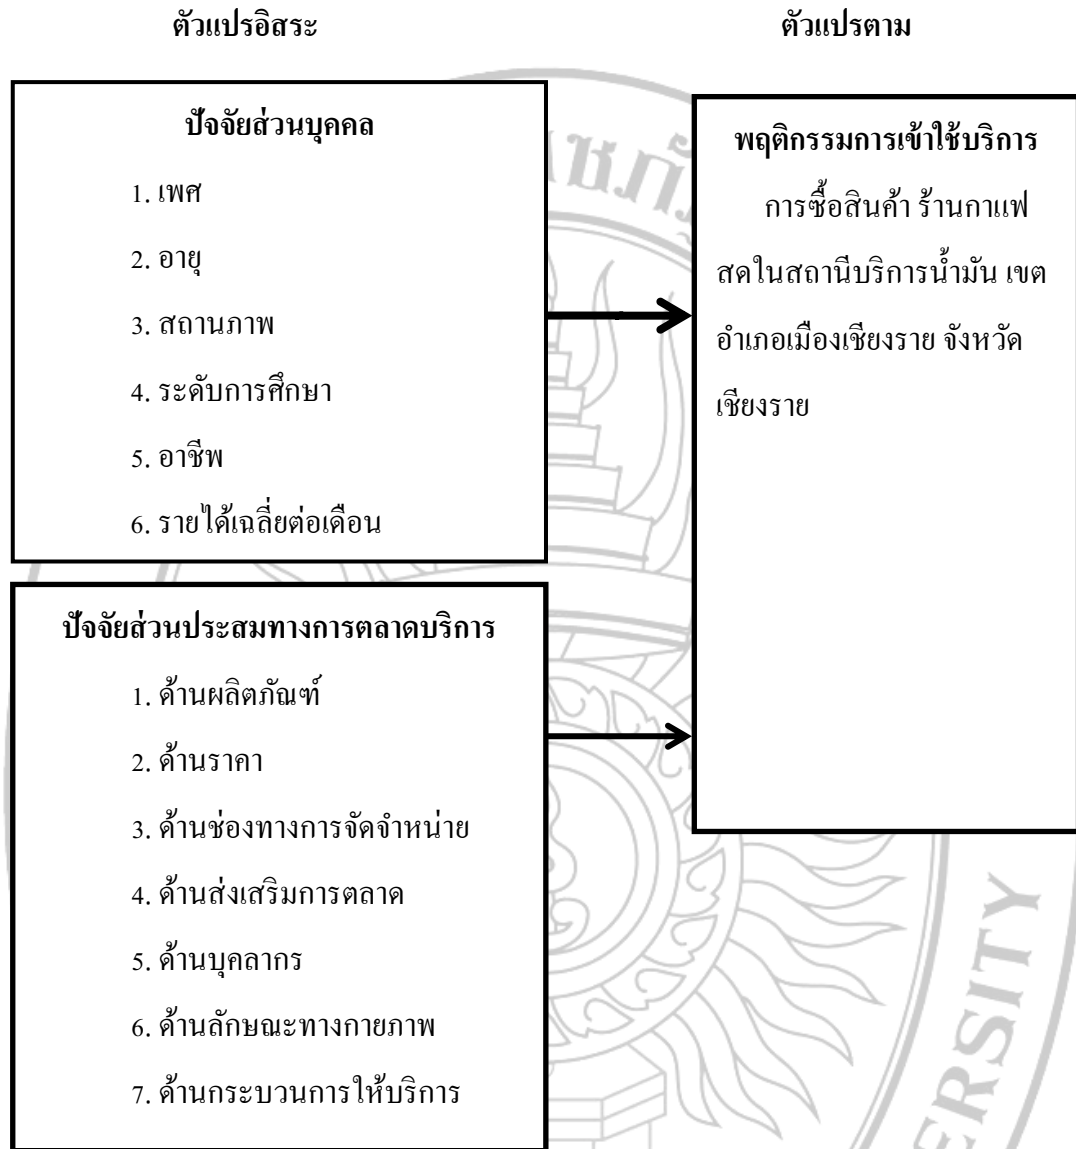 ตัวแปรอิสระ
ตัวแปรตาม
ปัจจัยส่วนบุคคล
1. เพศ
2. อายุ
3. สถานภาพ
4. ระดับการศึกษา
5. อาชีพ
6. รายได้เฉลี่ยต่อเดือน
ปัจจัยส่วนประสมทางการตลาดบริการ
1. ด้านผลิตภัณฑ์
2. ด้านราคา
3. ด้านช่องทางการจัดจำหน่าย
4. ด้านส่งเสริมการตลาด
5. ด้านบุคลากร
6. ด้านลักษณะทางกายภาพ
7. ด้านกระบวนการให้บริการ
พฤติกรรมการเข้าใช้บริการ
การซื้อสินค้า ร้านกาแฟ
สดในสถานีบริการน้ำมัน เขต
อำเภอเมืองเชียงราย จังหวัด
เชียงราย